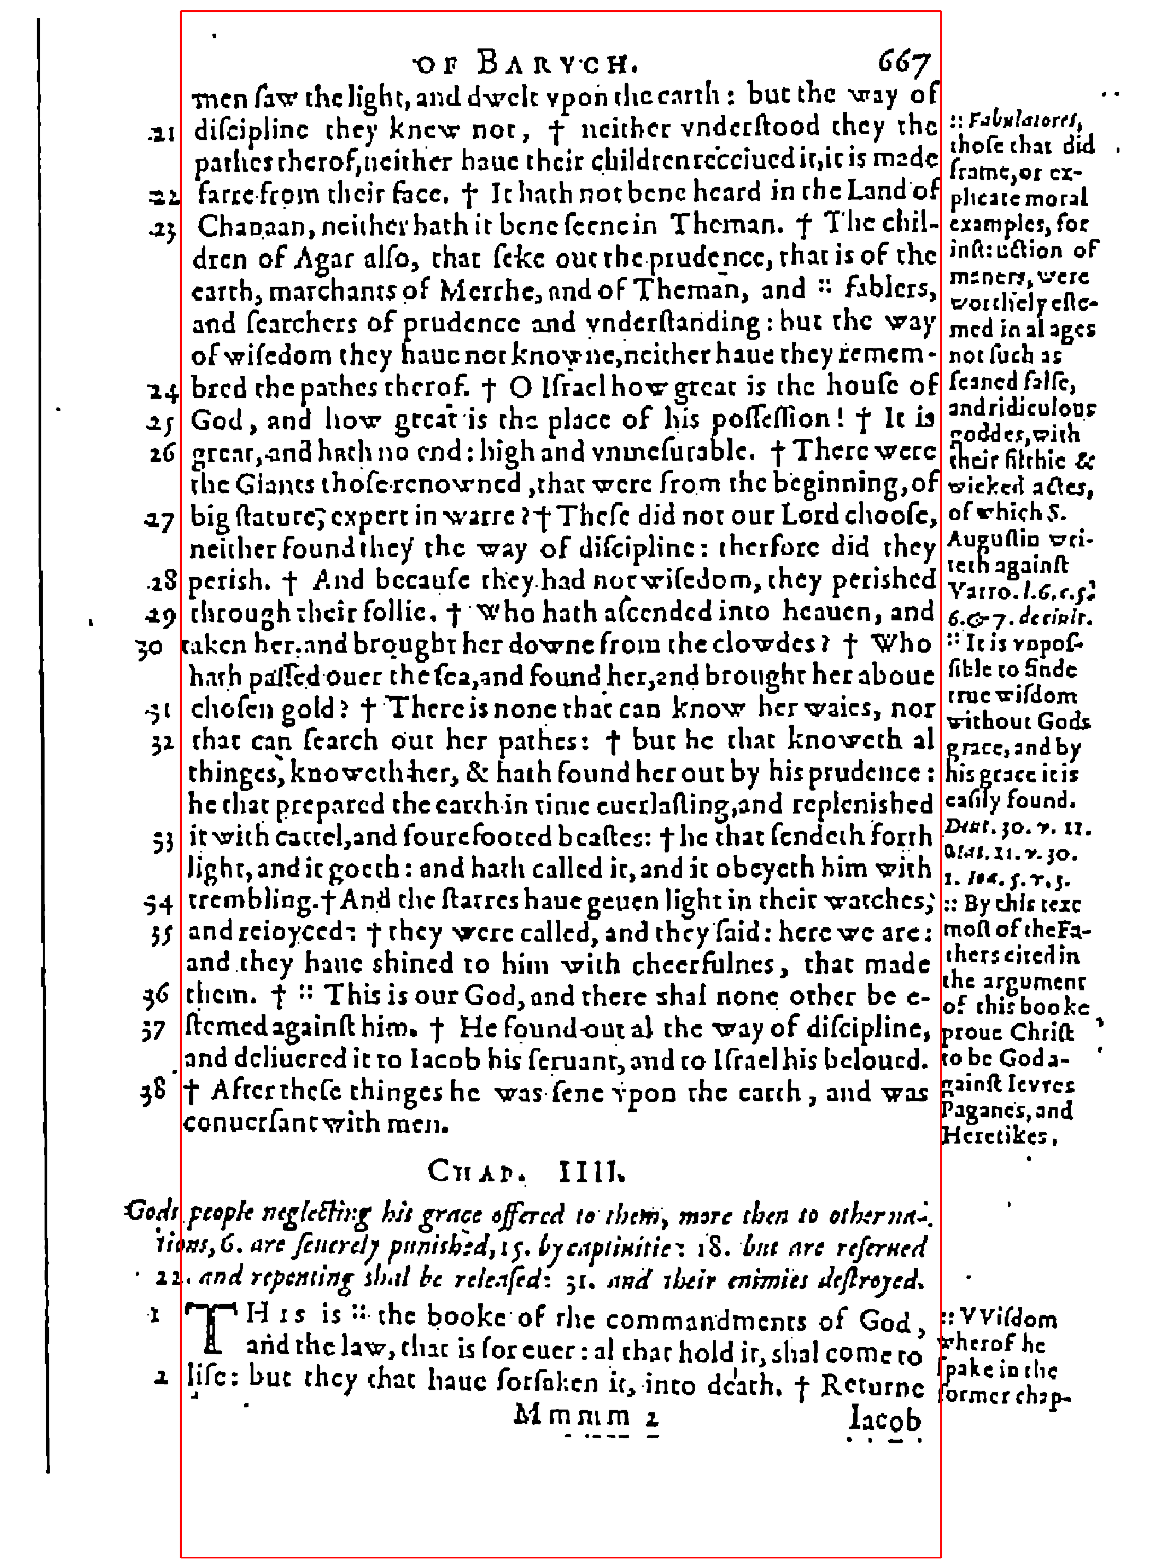 OF BARVCH. 667
men ſaw the light, and dwelt vpon the earth: but the way of
21 diſcipline they knew not, † neither vnderſtood they the
pathes therof, neither haue their children receiued it, it is made
22 farre from their face. † It hath not bene heard in the Land of
23 Chanaan, neither hath it bene ſeene in Theman. † The chil-
dren of Agar alſo, that ſeke out the prudence, that is of the
earth, marchants of Merrhe, and of Theman, and :: fablers,
and ſearchers of prudence and vnderſtanding: but the way
of wiſedom they haue not knowne, neither haue they remem-
24 bred the pathes therof. † O Iſrael how great is the houſe of
25 God, and how great is the place of his poſſeſſion! † It is
26 great, and hath no end: high and vnmeſurable. † There were
the Giants thoſe renowned, that were from the beginning, of
27 big ſtature, expert in warre? † Theſe did not our Lord chooſe,
neither found they the way of diſcipline: therfore did they
28 periſh. † And becauſe they had not wiſedom, they periſhed
29 through their follie. † Who hath aſcended into heauen, and
30 taken her, and brought her downe from the clowdes? † Who
hath paſſed ouer the ſea, and found her, and brought her aboue
31 choſen gold? † There is none that can know her waies, nor
32 that can ſearch out her pathes: † but he that knoweth al
thinges, knoweth her, & hath found her out by his prudence:
he that prepared the earth in time euerlaſting, and repleniſhed
33 it with cattel, and fourefooted beaſtes: † he that ſendeth forth
light, and it goeth: and hath called it, and it obeyeth him with
34 trembling. † And the ſtarres haue geuen light in their watches,
35 and reioyced: † they were called, and they ſaid: here we are:
and they haue ſhined to him with cheerfulnes, that made
36 them. † :: This is our God, and there ſhal none other be e-
37 ſtemed againſt him. † He found out al the way of diſcipline,
and deliuered it to Iacob his ſeruant, and to Iſrael his beloued.
38 † After theſe thinges he was ſene vpon the earth, and was
conuerſant with men.
:: Fabulatores,
thoſe that did
frame, or ex-
plicate moral
examples, for
inſtruction of
maners, were
worthely eſte-
med in al ages
not ſuch as
feaned falſe,
and ridiculous
goddes, with
their filthie &
wicked actes,
of which S.
Auguſtin wri-
teth againſt
Varro. l. 6. c. 5.
6. & 7. de ciuit.
:: It is vnpoſ-
ſible to finde
true wiſdom
without Gods
grace, and by
his grace it is
eaſily found.
Deut. 30. v. 11.
Mat. 11. v. 30.
1. Ioa. 5. v. 3.
:: By this text
moſt of the Fa-
thers cited in
the argument
of this booke
proue Chriſt
to be God a-
gainſt Iewes
Paganes, and
Heretikes.
CHAP. IIII.
Gods people neglecting his grace offered to them, more then to other na-
tions, 6. are ſeuerely punished, 15. by captiuitie: 18. but are reſerued
22. and repenting shal be releaſed: 31. and their enimies deſtroyed.
1 THIS is :: the booke of the commandments of God,
and the law, that is for euer: al that hold it, shal come to
2 life: but they that haue forſaken it, into death. † Returne
:: VViſdom
wherof he
ſpake in the
former chap-
Mmmm 2 Iacob